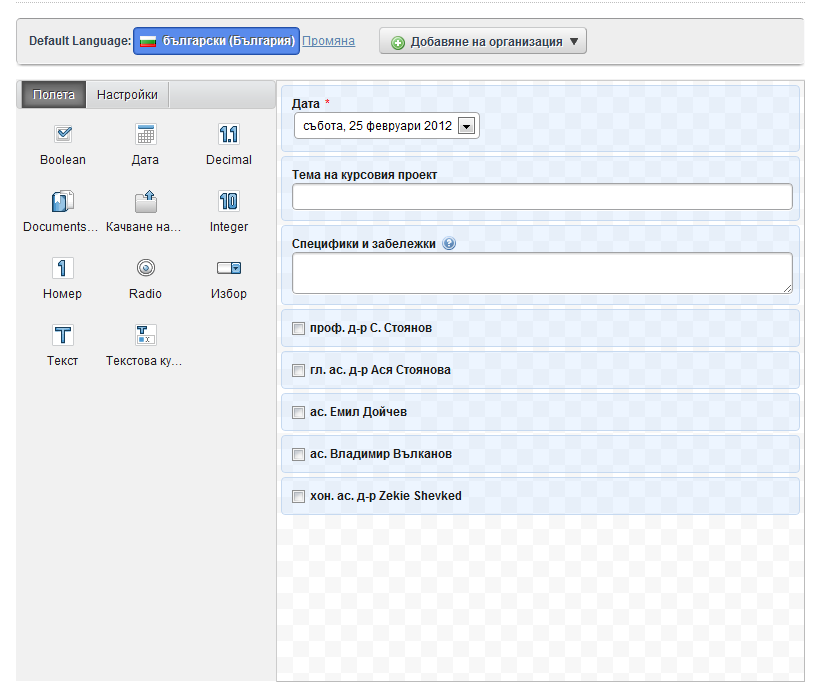 Default Language: български (България) Промяна Добавяне на организация
Полета Настройки
Boolean Дата Decimal
Documents... Качване на... Integer
Номер Radio Избор
Текст Текстова ку...
Дата *
събота, 25 февруари 2012
Тема на курсовия проект
Специфики и забележки
проф. д-р С. Стоянов
гл. ас. д-р Ася Стоянова
ас. Емил Дойчев
ас. Владимир Вълканов
хон. ас. д-р Zekie Shevked